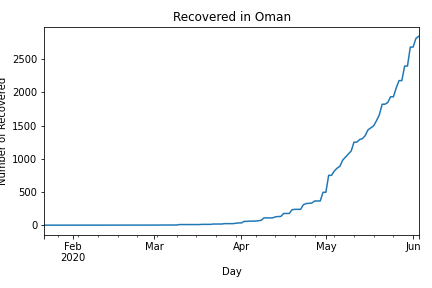 Recovered in Oman
Number of Recovered
2500
2000
1500
1000
500
0
Feb
2020
Mar
Apr
May
Jun
Day